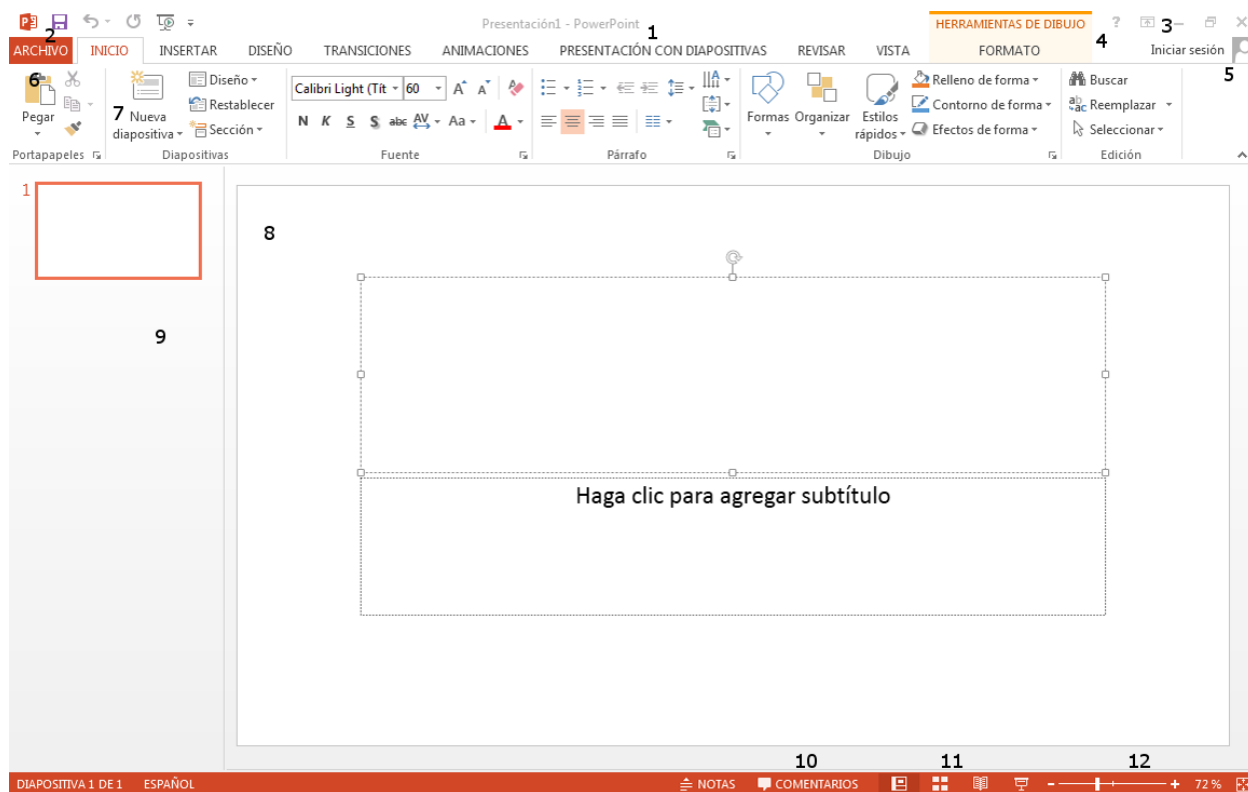 Presentación1 - PowerPoint
HERRAMIENTAS DE DIBUJO
?
1
2
3
ARCHIVO INICIO INSERTAR DISEÑO TRANSICIONES ANIMACIONES PRESENTACIÓN CON DIAPOSITIVAS REVISAR VISTA FORMATO
4
Iniciar sesión
5
6
Pegar
Portapapeles
7
Nueva
diapositiva
Diseño
Restablecer
Sección
Diapositivas
Calibri Light (Tít 60 A A
N K S S abc AV Aa A
Fuente
Párrafo
Formas Organizar Estilos
rápidos
Relleno de forma
Contorno de forma
Efectos de forma
Dibujo
Buscar
Reemplazar
Seleccionar
Edición
1
8
9
Haga clic para agregar subtítulo
10 11 12
DIAPOSITIVA 1 DE 1 ESPAÑOL NOTAS COMENTARIOS 72 %